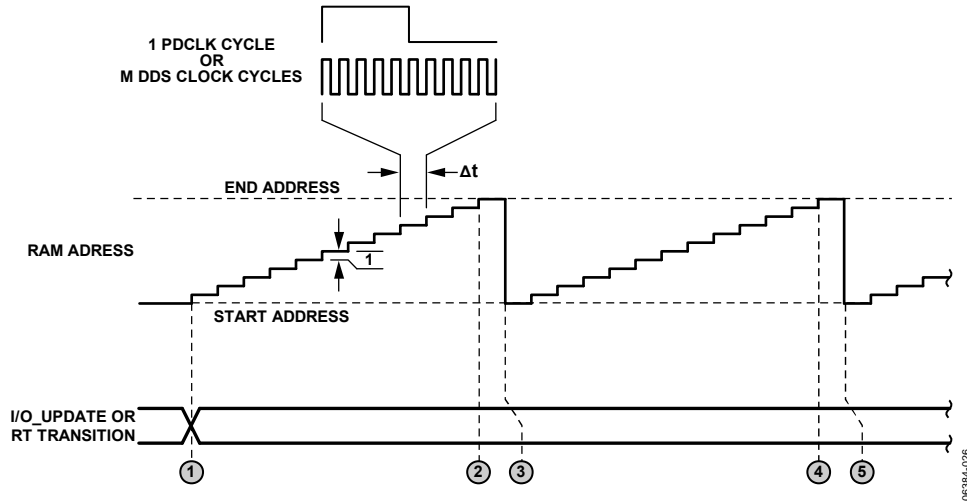 1 PDCLK CYCLE
OR
M DDS CLOCK CYCLES
Δt
END ADDRESS
RAM ADRESS
1
START ADDRESS
I/O_UPDATE OR
RT TRANSITION
1 2 3 4 5
06384-026